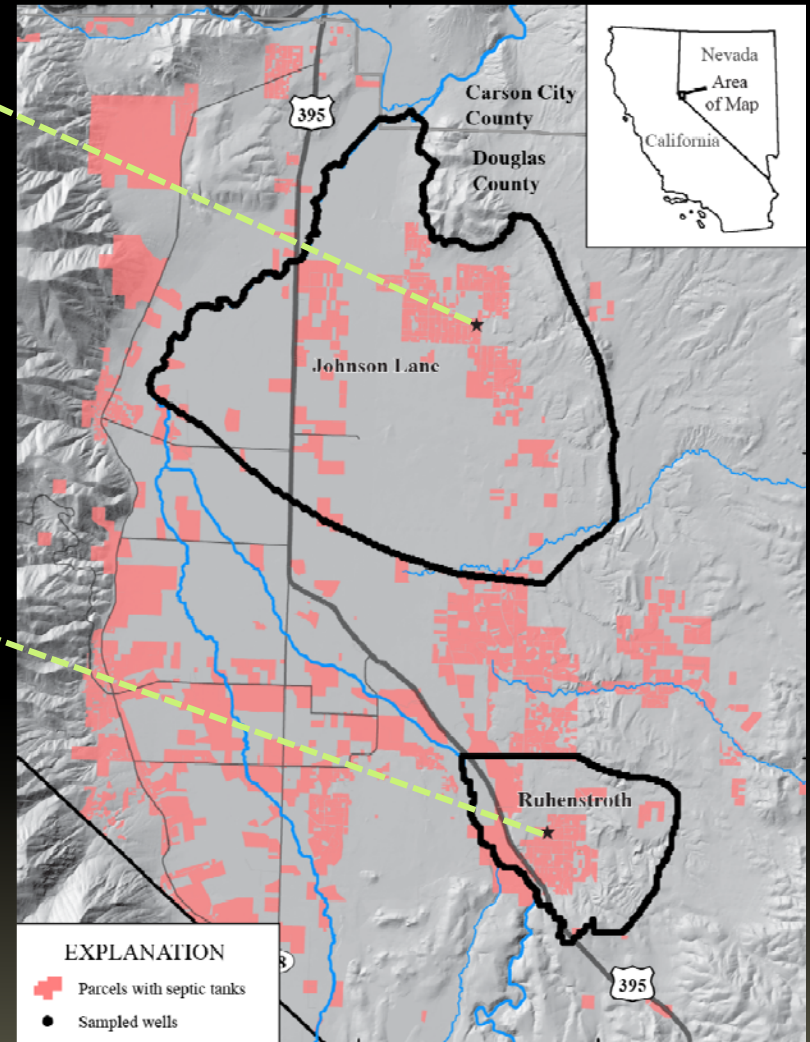 395
Carson City
County
Douglas
County
Nevada
Area
of Map
California
Johnson Lane
Ruhenstroth
395
EXPLANATION
8
Parcels with septic tanks
Sampled wells